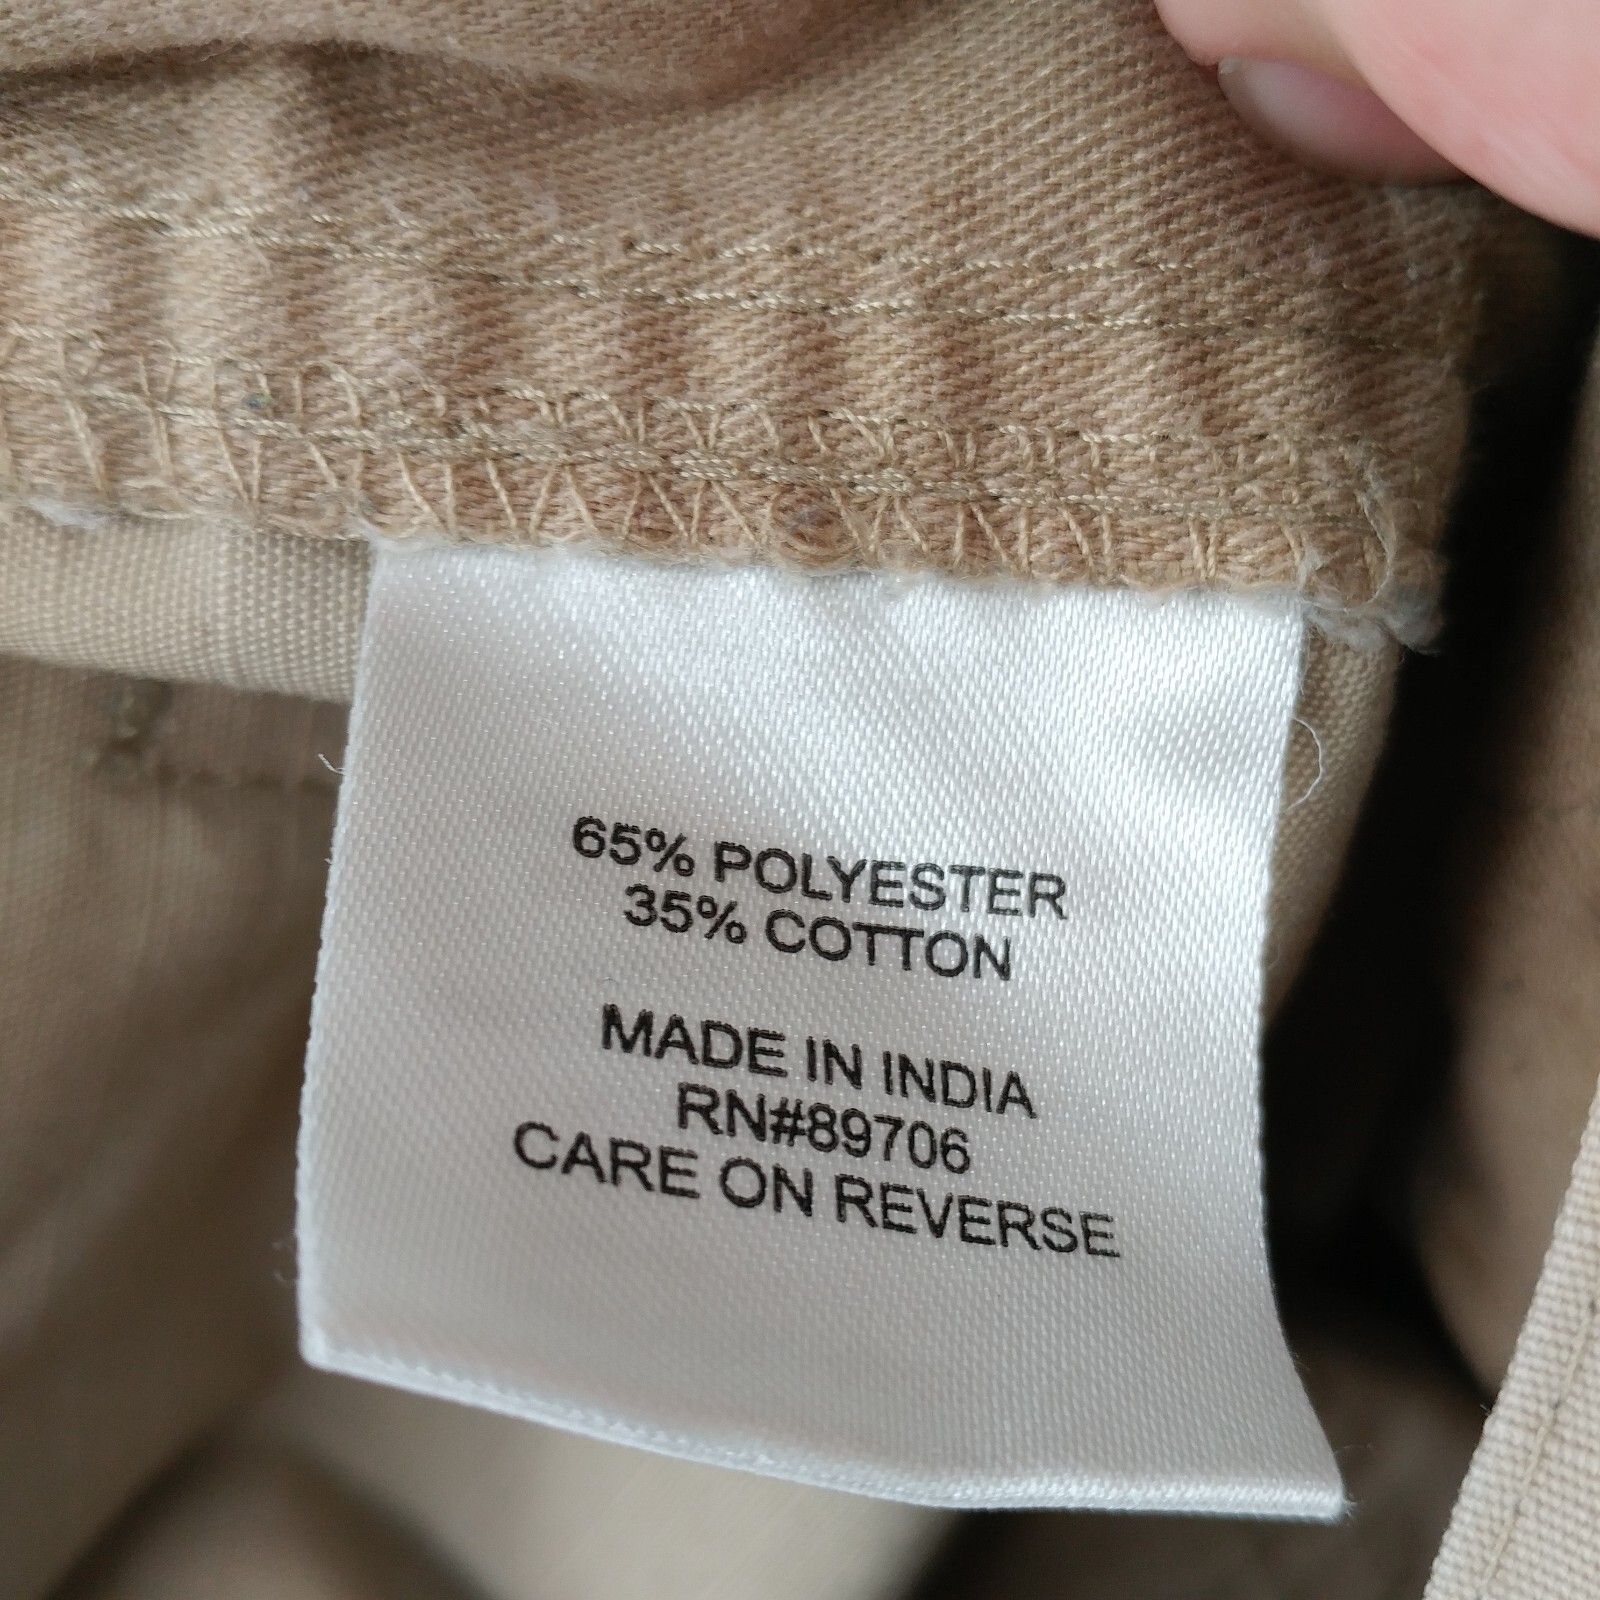 65% POLYESTER
35% COTTON
MADE IN INDIA
RN#89706
CARE ON REVERSE